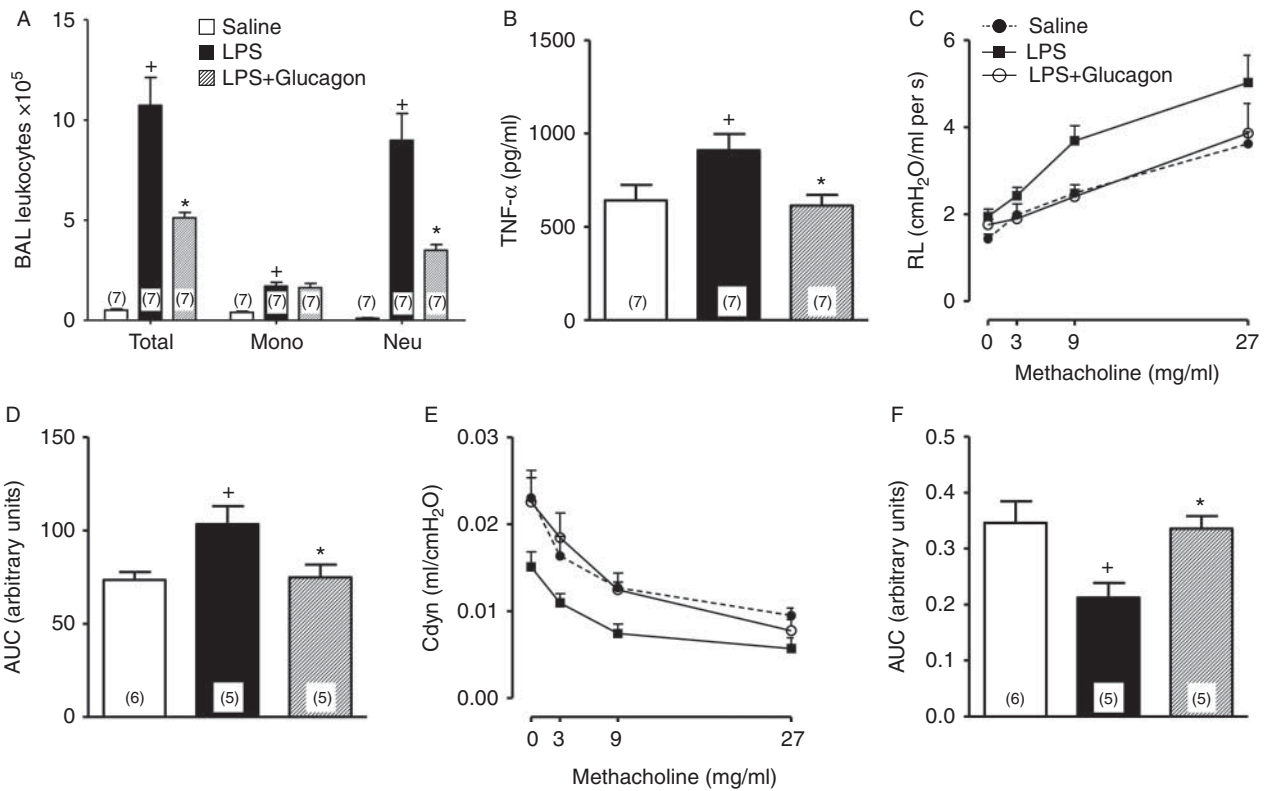 A
BAL leukocytes ×10⁵
15
10
5
0
Saline
LPS
LPS+Glucagon
+
*
+
+
*
(7) (7) (7) (7) (7) (7) (7) (7) (7)
Total Mono Neu
B
TNF-α (pg/ml)
1500
1000
500
0
+
*
(7) (7) (7)
C
RL (cmH₂O/ml per s)
6
4
2
0
Saline
LPS
LPS+Glucagon
0 3 9 27
Methacholine (mg/ml)
D
AUC (arbitrary units)
150
100
50
0
+
*
(6) (5) (5)
E
Cdyn (ml/cmH₂O)
0.03
0.02
0.01
0.00
0 3 9 27
Methacholine (mg/ml)
F
AUC (arbitrary units)
0.5
0.4
0.3
0.2
0.1
0.0
+
*
(6) (5) (5)